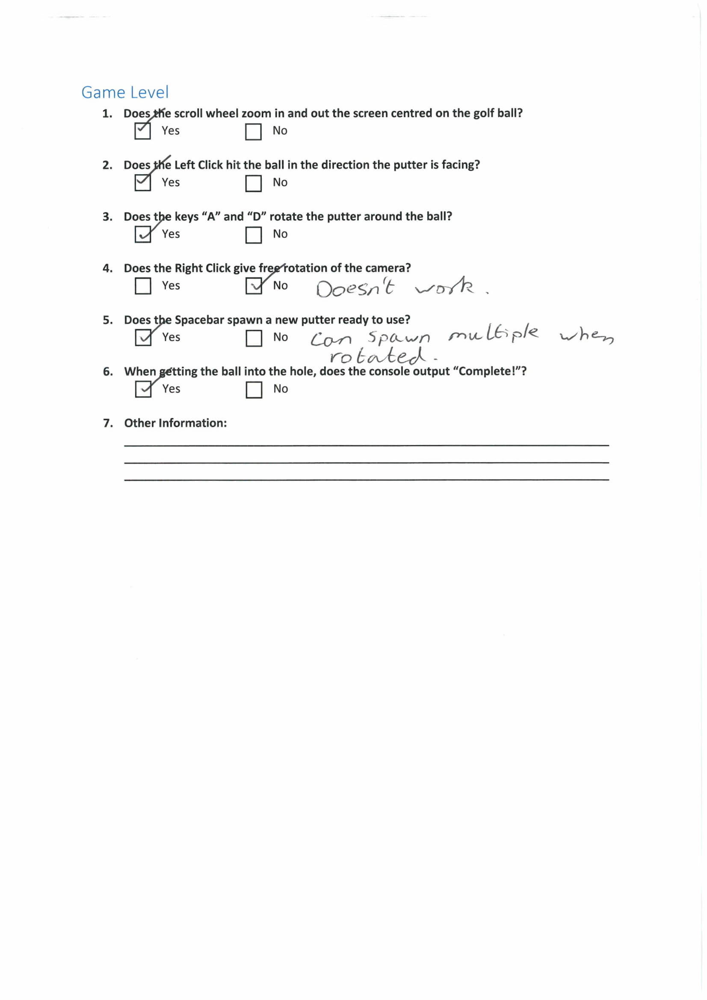 Game Level
1. Does the scroll wheel zoom in and out the screen centred on the golf ball?
Yes No
2. Does the Left Click hit the ball in the direction the putter is facing?
Yes No
3. Does the keys “A” and “D” rotate the putter around the ball?
Yes No
4. Does the Right Click give free rotation of the camera?
Yes No Doesn't work.
5. Does the Spacebar spawn a new putter ready to use?
Yes No Can spawn multiple when
rotated.
6. When getting the ball into the hole, does the console output “Complete!”?
Yes No
7. Other Information: